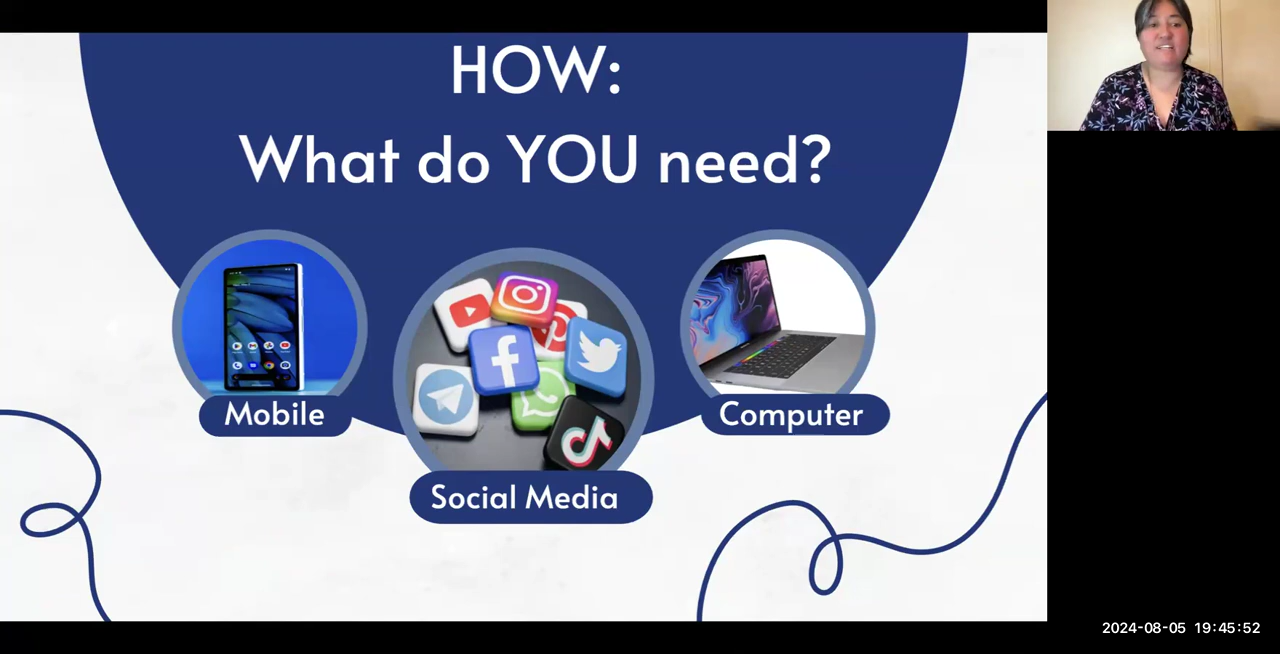 HOW:
What do YOU need?
Mobile
Computer
Social Media
2024-08-05 19:45:52